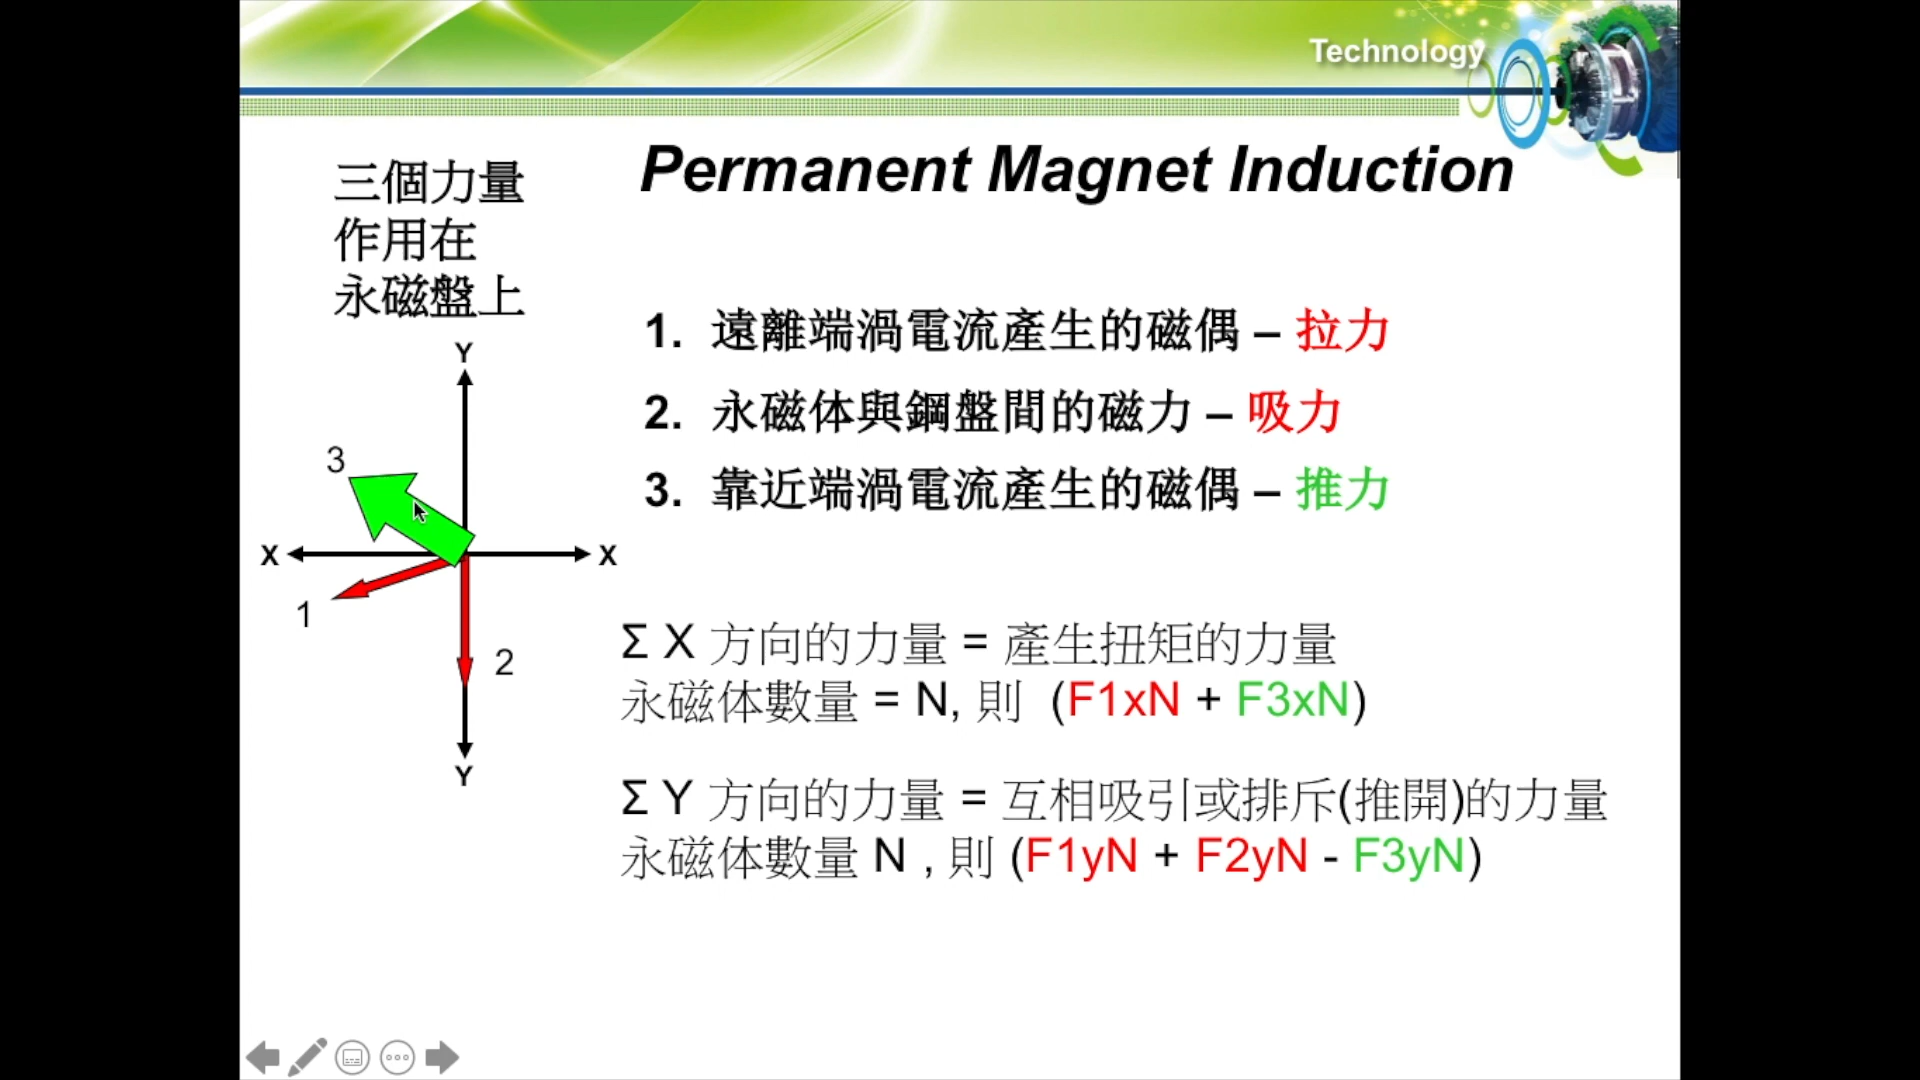 Technology
Permanent Magnet Induction
三個力量
作用在
永磁盤上
Y
3
X
X
1
2
Y
1. 遠離端渦電流產生的磁偶 – 拉力
2. 永磁体與鋼盤間的磁力 – 吸力
3. 靠近端渦電流產生的磁偶 – 推力
Σ X 方向的力量 = 產生扭矩的力量
永磁体數量 = N, 則 (F1xN + F3xN)
Σ Y 方向的力量 = 互相吸引或排斥(推開)的力量
永磁体數量 N , 則 (F1yN + F2yN - F3yN)